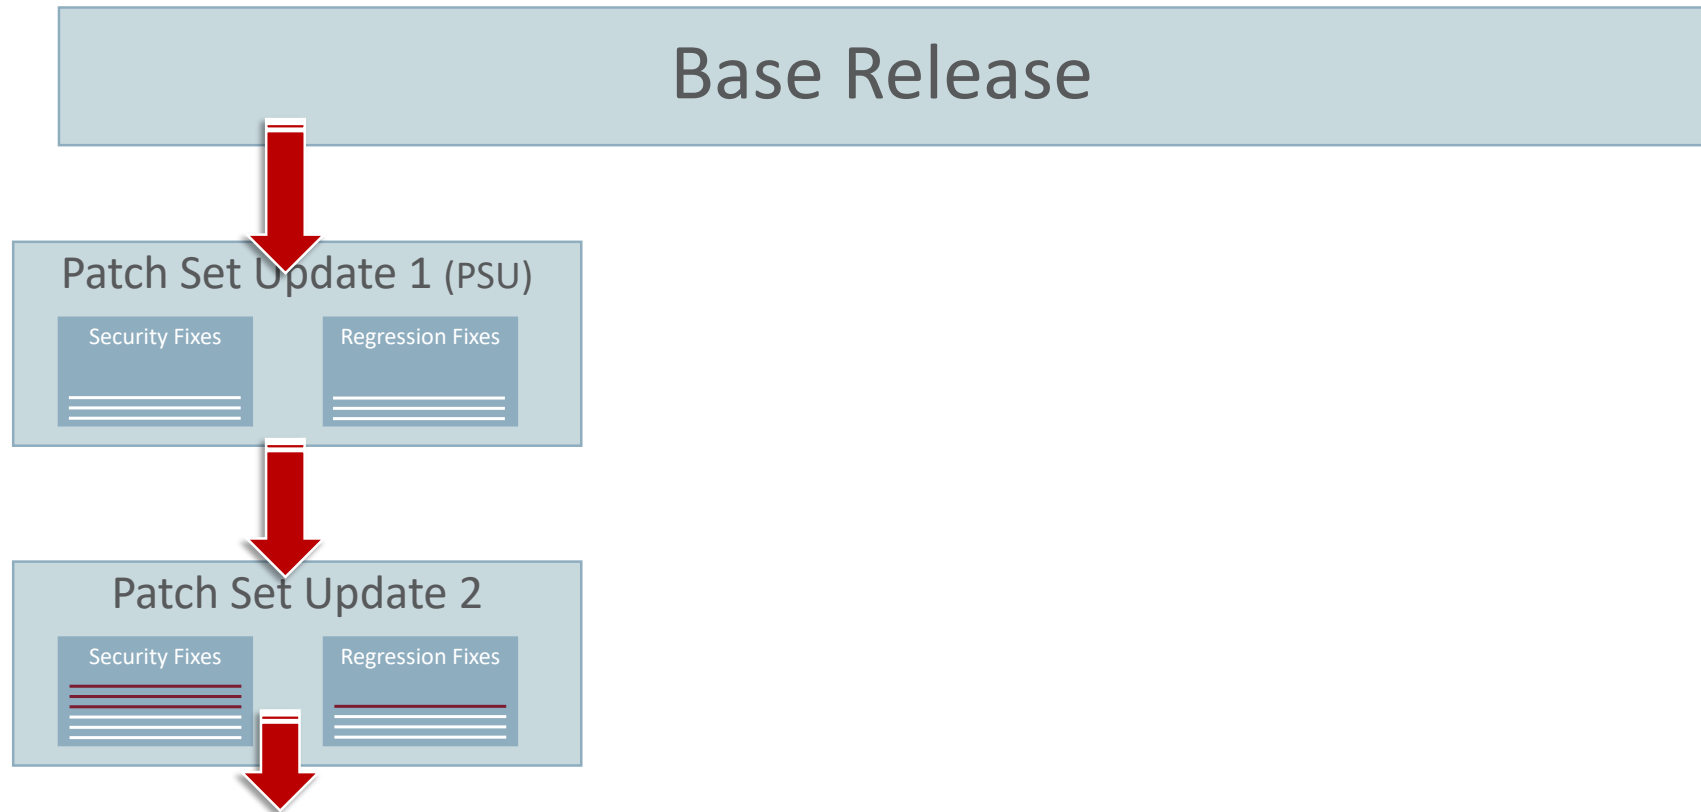 Base Release
Patch Set Update 1 (PSU)
Security Fixes
Regression Fixes
Patch Set Update 2
Security Fixes
Regression Fixes